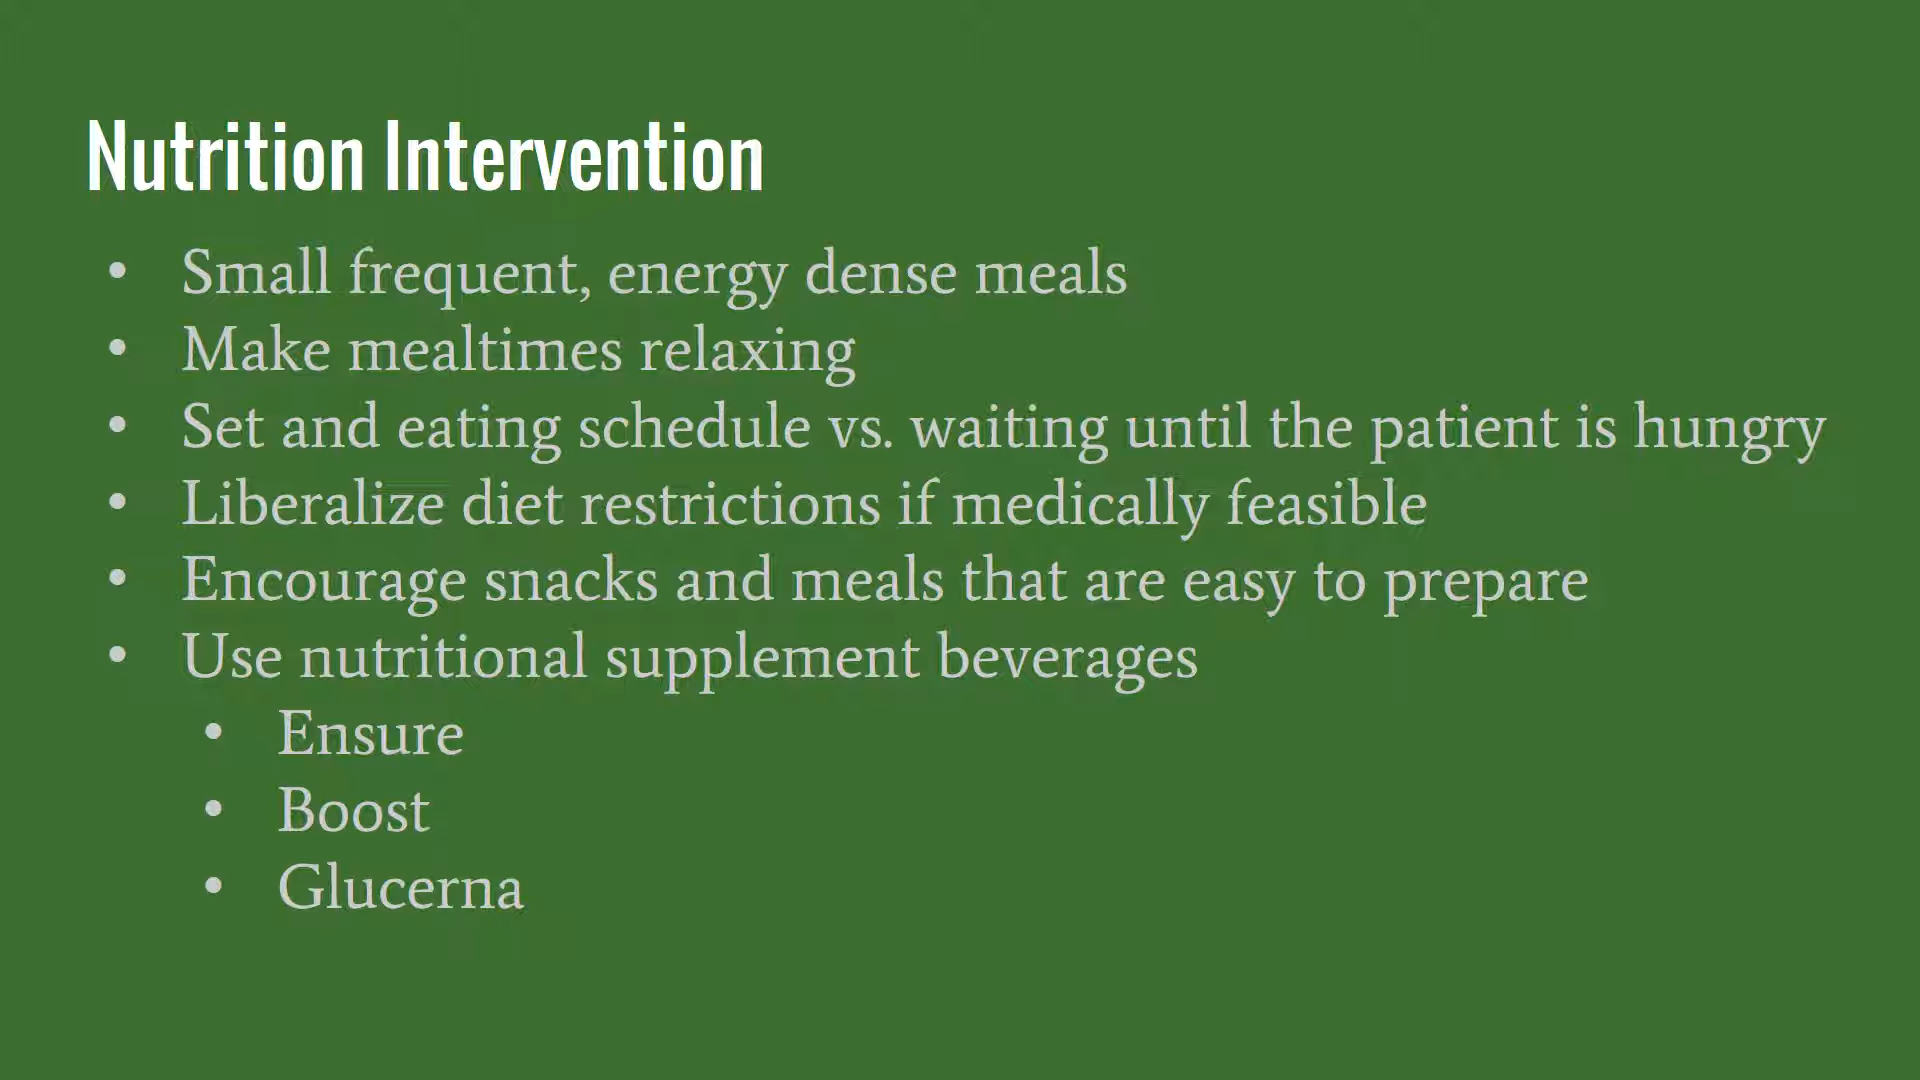 Nutrition Intervention
• Small frequent, energy dense meals
• Make mealtimes relaxing
• Set and eating schedule vs. waiting until the patient is hungry
• Liberalize diet restrictions if medically feasible
• Encourage snacks and meals that are easy to prepare
• Use nutritional supplement beverages
• Ensure
• Boost
• Glucerna